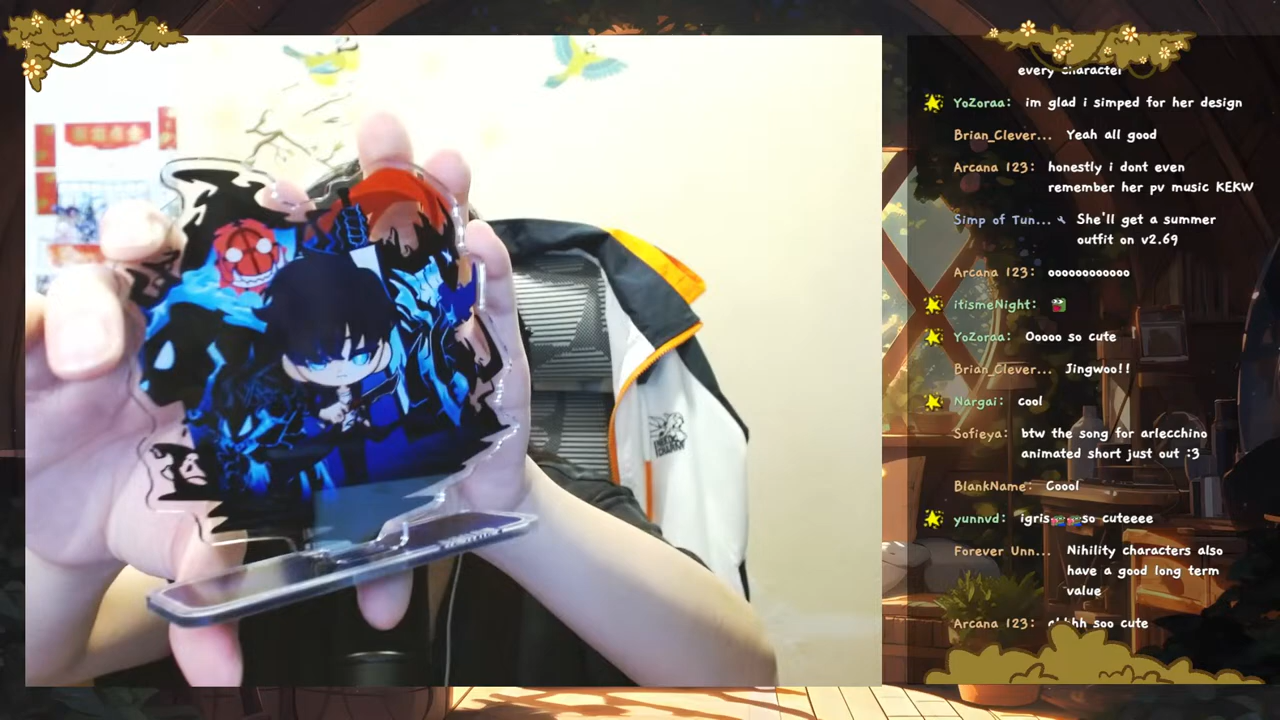 every character
YoZoraa: im glad i simped for her design
Brian_Clever... Yeah all good
Arcana 123: honestly i dont even
remember her pv music KEKW
Simp of Tun... She'll get a summer
outfit on v2.69
Arcana 123: oooooooooooo
itismeNight:
YoZoraa: Ooooo so cute
Brian_Clever... Jingwoo!!
Nargai: cool
Sofieya: btw the song for arlecchino
animated short just out :3
BlankName: Coool
yunnvd: igris so cuteeee
Forever Unn... Nihility characters also
have a good long term
value
Arcana 123: soo cute